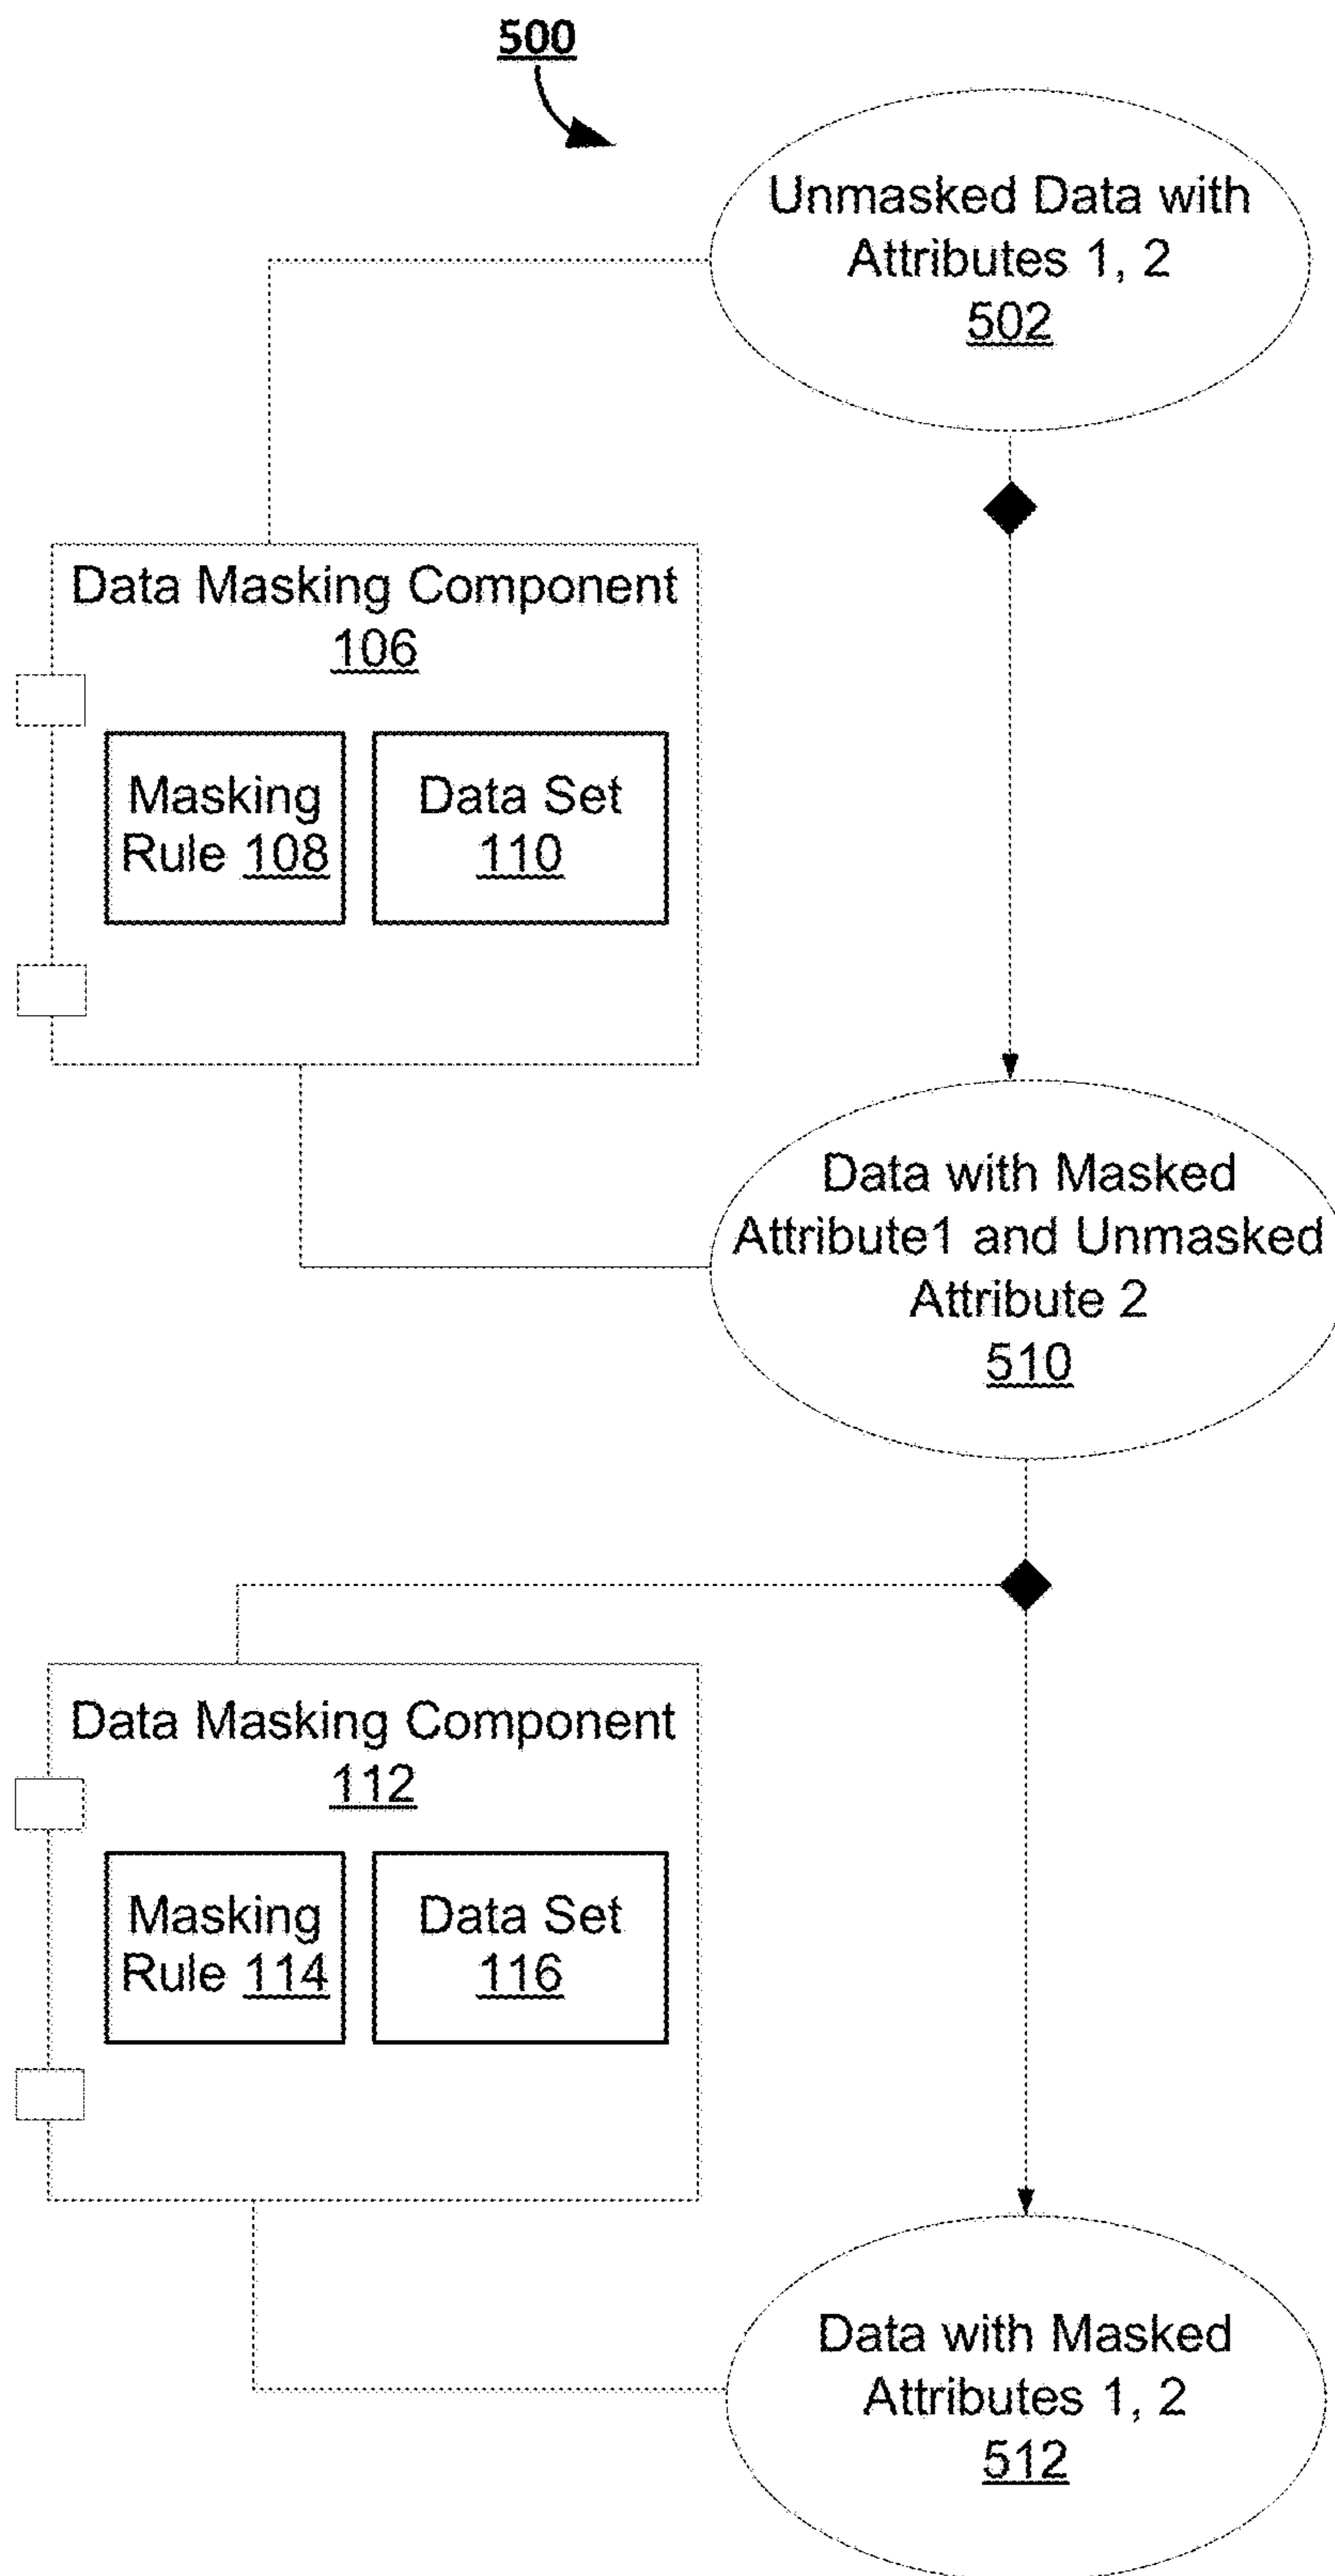 500
Unmasked Data with
Attributes 1, 2
502
Data Masking Component
106
Masking
Rule 108
Data Set
110
Data with Masked
Attribute1 and Unmasked
Attribute 2
510
Data Masking Component
112
Masking
Rule 114
Data Set
116
Data with Masked
Attributes 1, 2
512